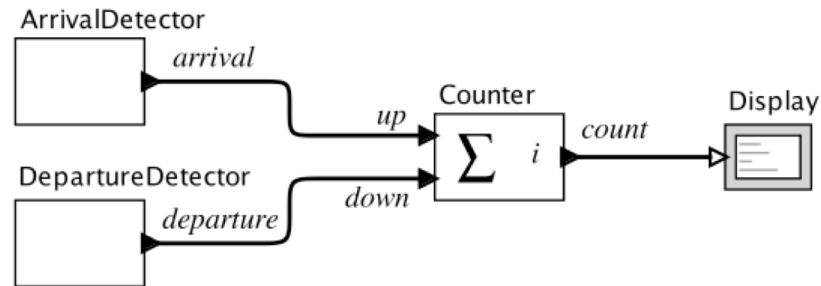 ArrivalDetector
arrival
up
Counter
Σ i
count
Display
DepartureDetector
departure
down